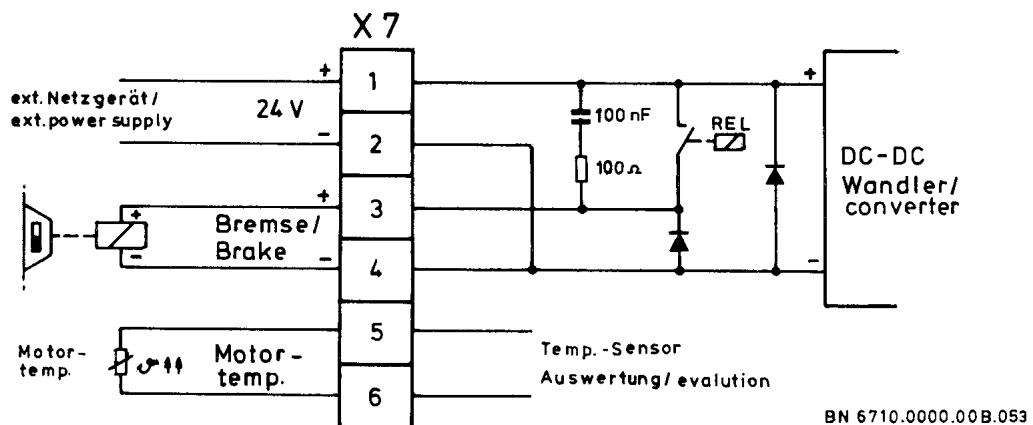 X 7
ext. Netzgerät/
ext. power supply
24 V
+
-
1
2
3
4
5
6
+
-
+
-
Bremse/
Brake
Motor-
temp.
Motor-
temp.
ϑ
100 nF
100 Ω
REL
+
-
DC-DC
Wandler/
converter
Temp.-Sensor
Auswertung/evalution
BN 6710.0000.00B.053